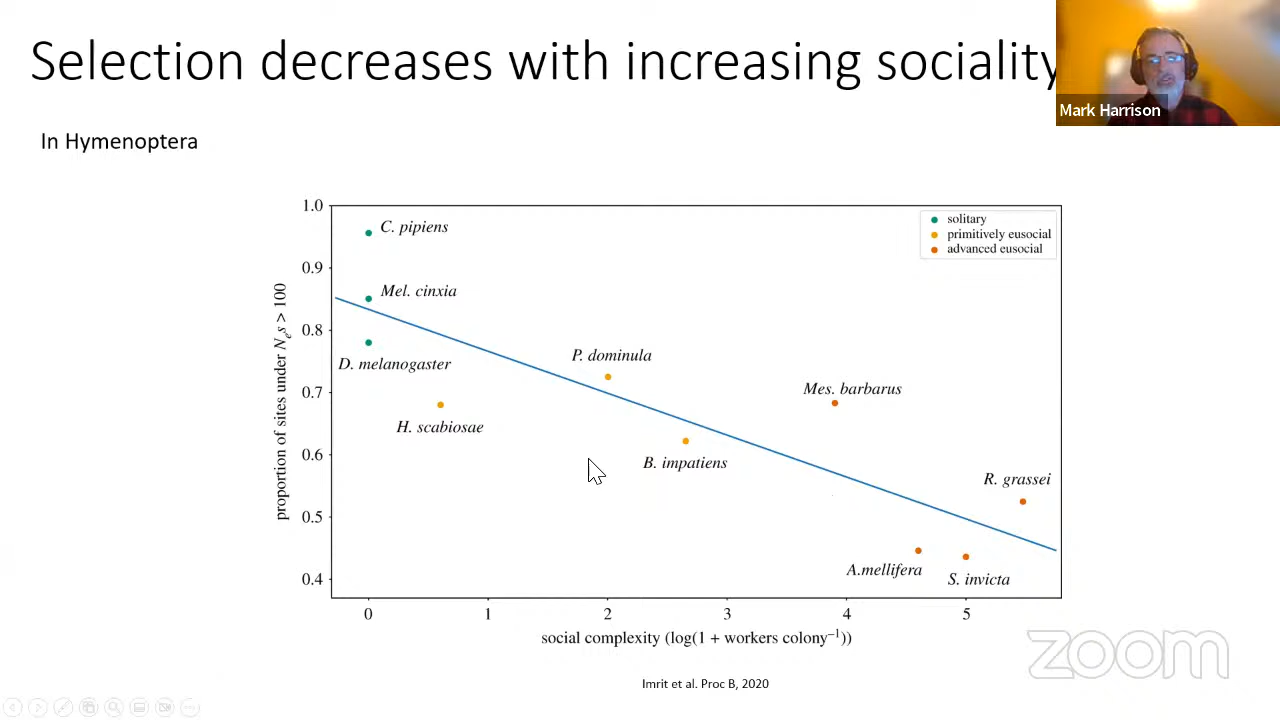 Selection decreases with increasing sociality
Mark Harrison
In Hymenoptera
1.0
0.9
0.8
0.7
0.6
0.5
0.4
proportion of sites under Nₑs > 100
C. pipiens
Mel. cinxia
D. melanogaster
H. scabiosae
P. dominula
B. impatiens
Mes. barbarus
R. grassei
A.mellifera
S. invicta
solitary
primitively eusocial
advanced eusocial
0 1 2 3 4 5
social complexity (log(1 + workers colony⁻¹))
zoom
Imrit et al. Proc B, 2020